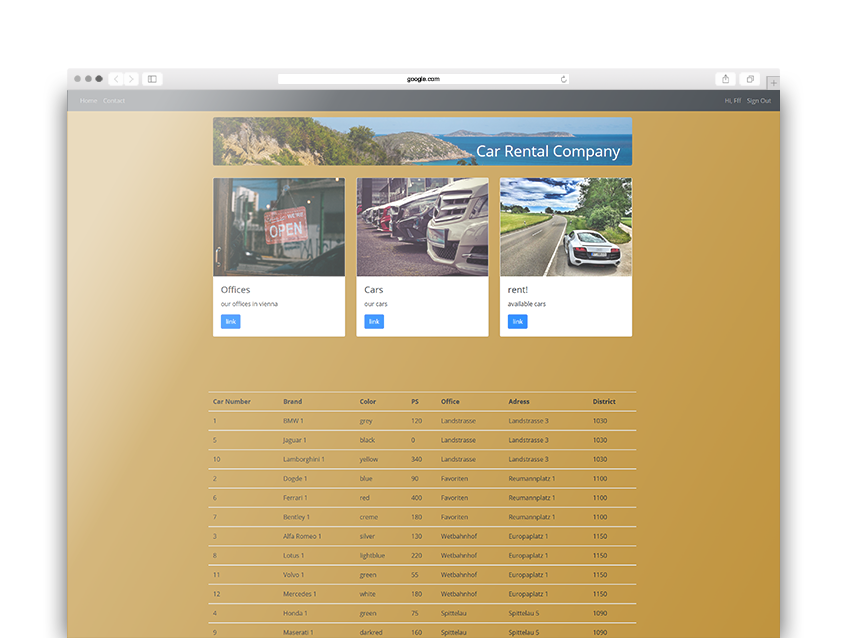 google.com
Home Contact
Hi, Fff Sign Out
Car Rental Company
OPEN
Offices
our offices in vienna
link
Cars
our cars
link
rent!
available cars
link
Car Number Brand Color PS Office Adress District
1 BMW 1 grey 120 Landstrasse Landstrasse 3 1030
5 Jaguar 1 black 0 Landstrasse Landstrasse 3 1030
10 Lamborghini 1 yellow 340 Landstrasse Landstrasse 3 1030
2 Dogde 1 blue 90 Favoriten Reumannplatz 1 1100
6 Ferrari 1 red 400 Favoriten Reumannplatz 1 1100
7 Bentley 1 creme 180 Favoriten Reumannplatz 1 1100
3 Alfa Romeo 1 silver 130 Wetbahnhof Europaplatz 1 1150
8 Lotus 1 lightblue 220 Wetbahnhof Europaplatz 1 1150
11 Volvo 1 green 55 Wetbahnhof Europaplatz 1 1150
12 Mercedes 1 white 180 Wetbahnhof Europaplatz 1 1150
4 Honda 1 green 75 Spittelau Spittelau 5 1090
9 Maserati 1 darkred 160 Spittelau Spittelau 5 1090